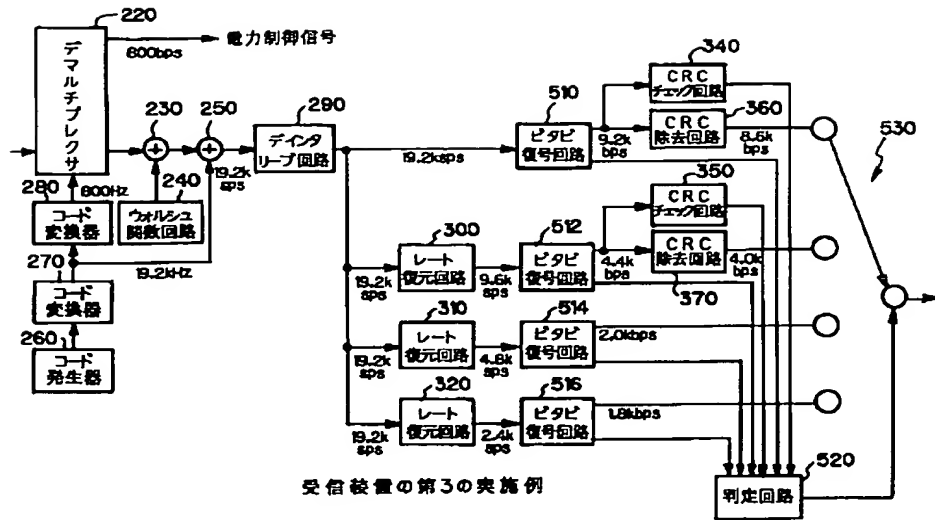 220
デマルチプレクサ
800bps
電力制御信号
230
250
290
デインタ
リーブ回路
19.2k
sps
280
800Hz
コード
変換器
240
ウォルシュ
関数回路
270
19.2kHz
コード
変換器
260
コード
発生器
19.2ksps
510
ビタビ
復号回路
9.2k
bps
340
CRC
チェック回路
360
CRC
除去回路
8.6k
bps
530
300
レート
復元回路
19.2k
sps
9.6k
sps
512
ビタビ
復号回路
4.4k
bps
350
CRC
チェック回路
CRC
除去回路
370
4.0k
bps
310
レート
復元回路
19.2k
sps
4.8k
sps
514
ビタビ
復号回路
2.0kbps
320
レート
復元回路
19.2k
sps
2.4k
sps
516
ビタビ
復号回路
1.8kbps
520
判定回路
受信装置の第3の実施例